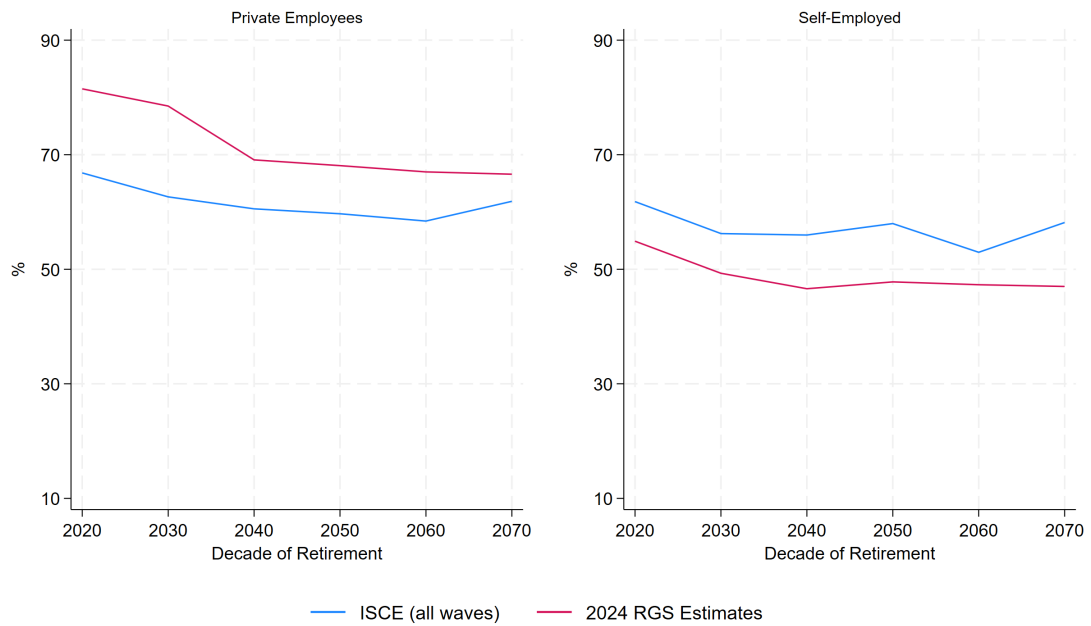 Private Employees
90
70
50
30
10
%
2020 2030 2040 2050 2060 2070
Decade of Retirement
Self-Employed
90
70
50
30
10
%
2020 2030 2040 2050 2060 2070
Decade of Retirement
ISCE (all waves) 2024 RGS Estimates